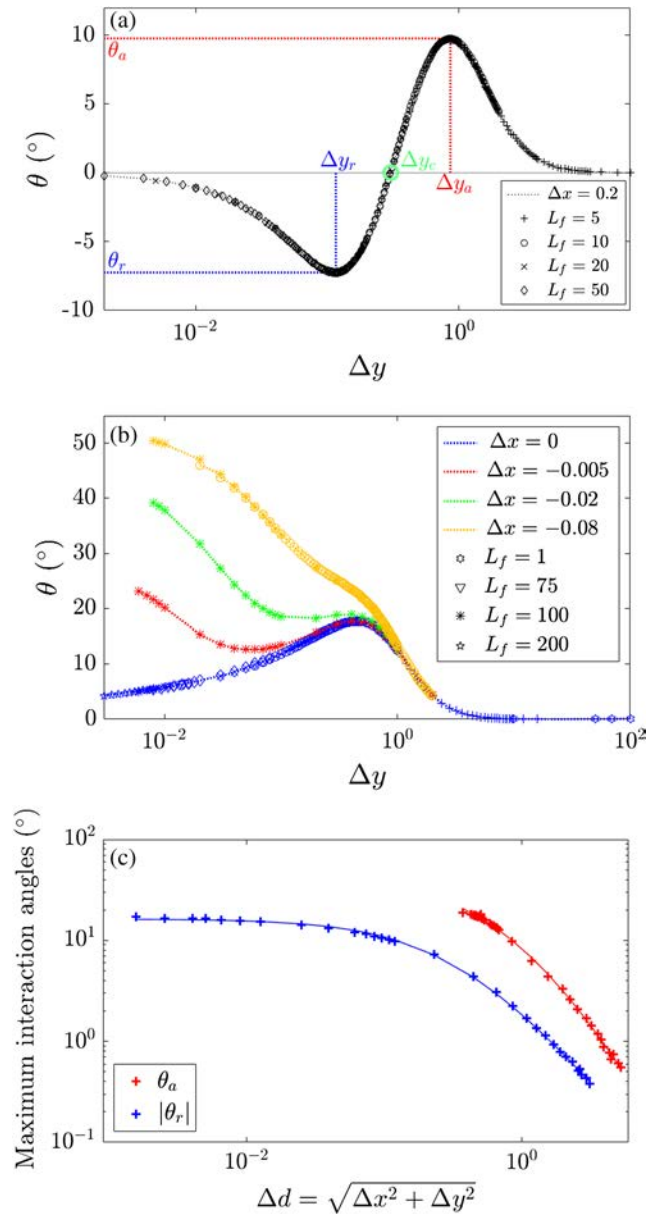 (a)
10
θa
5
Δyr
Δyc
0
Δya
θ (°)
Δx = 0.2
Lf = 5
-5
Lf = 10
Lf = 20
θr
Lf = 50
-10
10^-2
10^0
Δy
(b)
50
Δx = 0
Δx = −0.005
40
Δx = −0.02
Δx = −0.08
30
Lf = 1
θ (°)
Lf = 75
20
Lf = 100
Lf = 200
10
0
10^-2
10^0
10^2
Δy
Maximum interaction angles (°)
10^2
(c)
10^1
10^0
θa
|θr|
10^-1
10^-2
10^0
Δd = √Δx² + Δy²